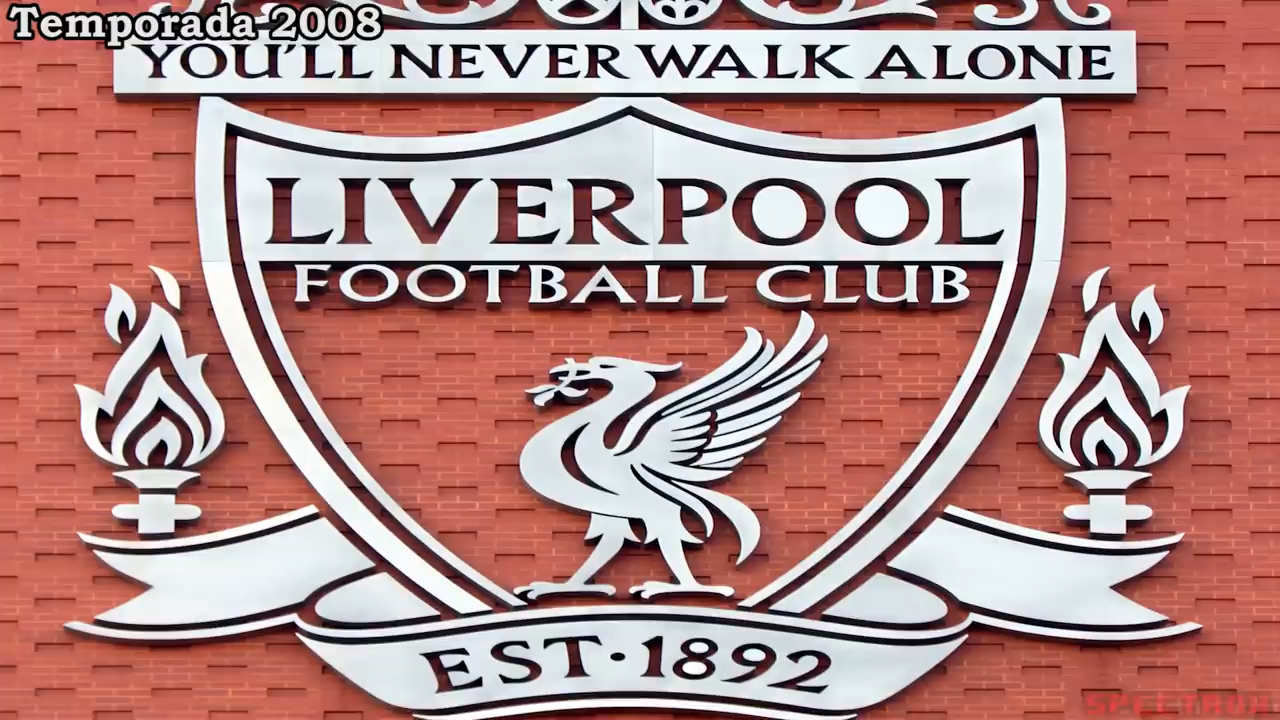 Temporada 2008
YOU'LL NEVER WALK ALONE
LIVERPOOL
FOOTBALL CLUB
EST·1892